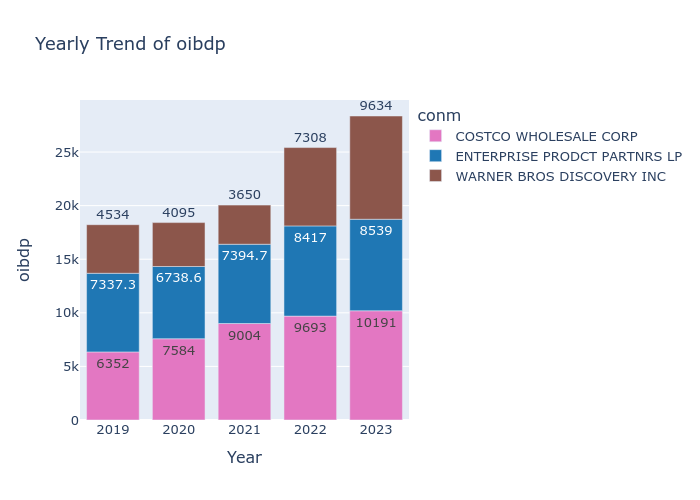 Yearly Trend of oibdp
conm
COSTCO WHOLESALE CORP
ENTERPRISE PRODCT PARTNRS LP
WARNER BROS DISCOVERY INC
9634
7308
4534
4095
3650
7337.3
6738.6
7394.7
8417
8539
6352
7584
9004
9693
10191
25k
20k
15k
10k
5k
0
oibdp
2019
2020
2021
2022
2023
Year